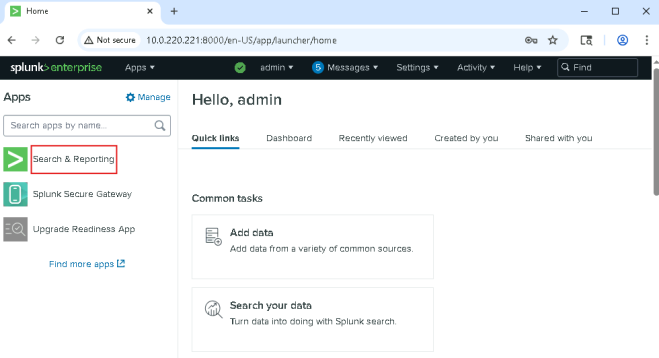 Home
Not secure
10.0.220.221:8000/en-US/app/launcher/home
splunk>enterprise Apps admin 5 Messages Settings Activity Help Find
Apps Manage
Search apps by name...
Search & Reporting
Splunk Secure Gateway
Upgrade Readiness App
Find more apps
Hello, admin
Quick links Dashboard Recently viewed Created by you Shared with you
Common tasks
Add data
Add data from a variety of common sources.
Search your data
Turn data into doing with Splunk search.